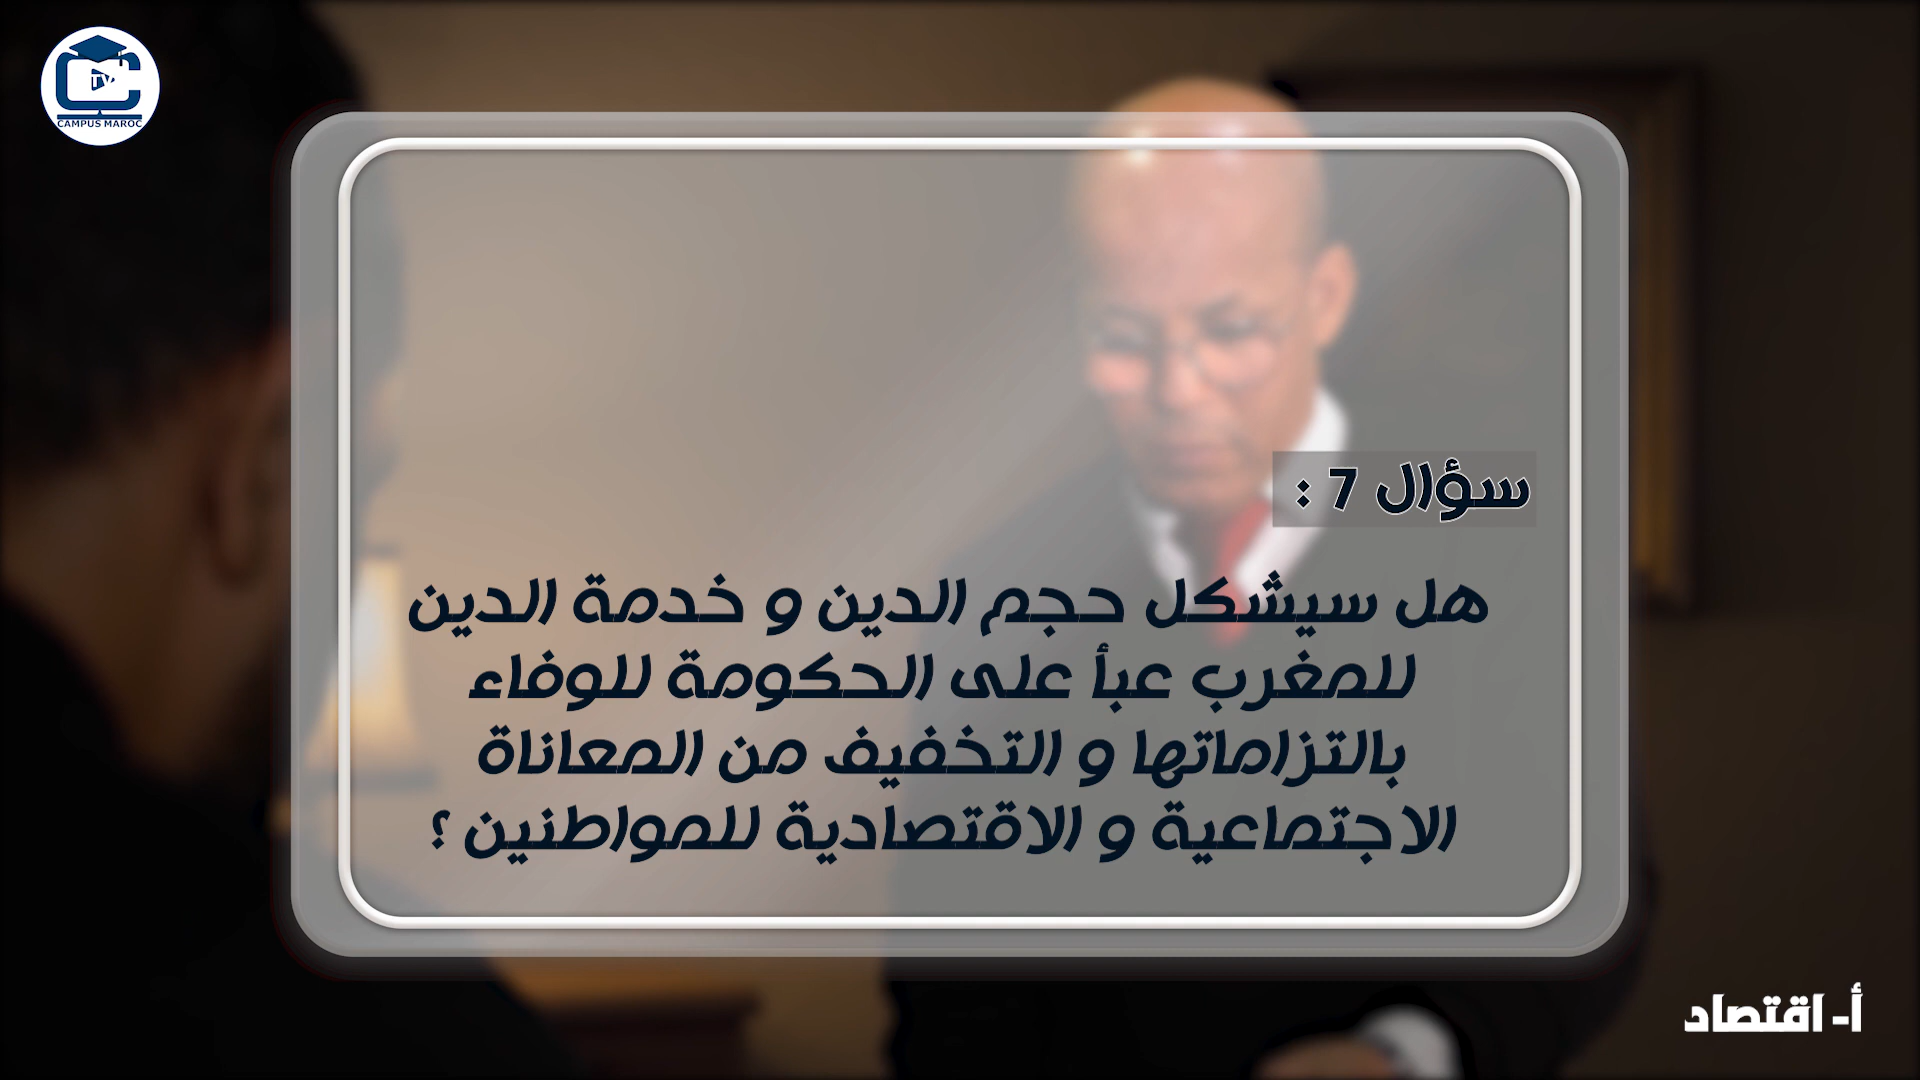 TV
CAMPUS MAROC
سؤال 7 :
هل سيشكل حجم الدين و خدمة الدين
للمغرب عبأ على الحكومة للوفاء
بالتزاماتها و التخفيف من المعاناة
الاجتماعية و الاقتصادية للمواطنين ؟
أ- اقتصاد